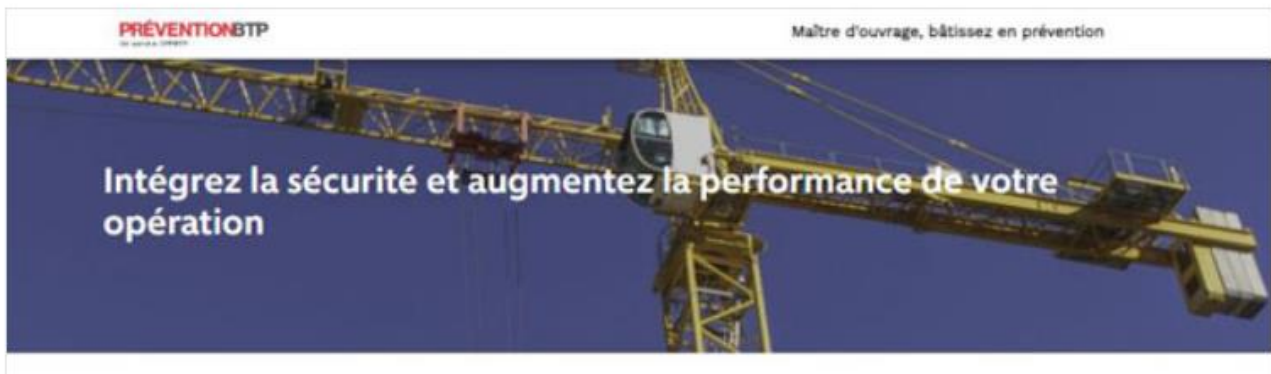 PRÉVENTIONBTP
Maître d'ouvrage, bâtissez en prévention
Intégrez la sécurité et augmentez la performance de votre
opération